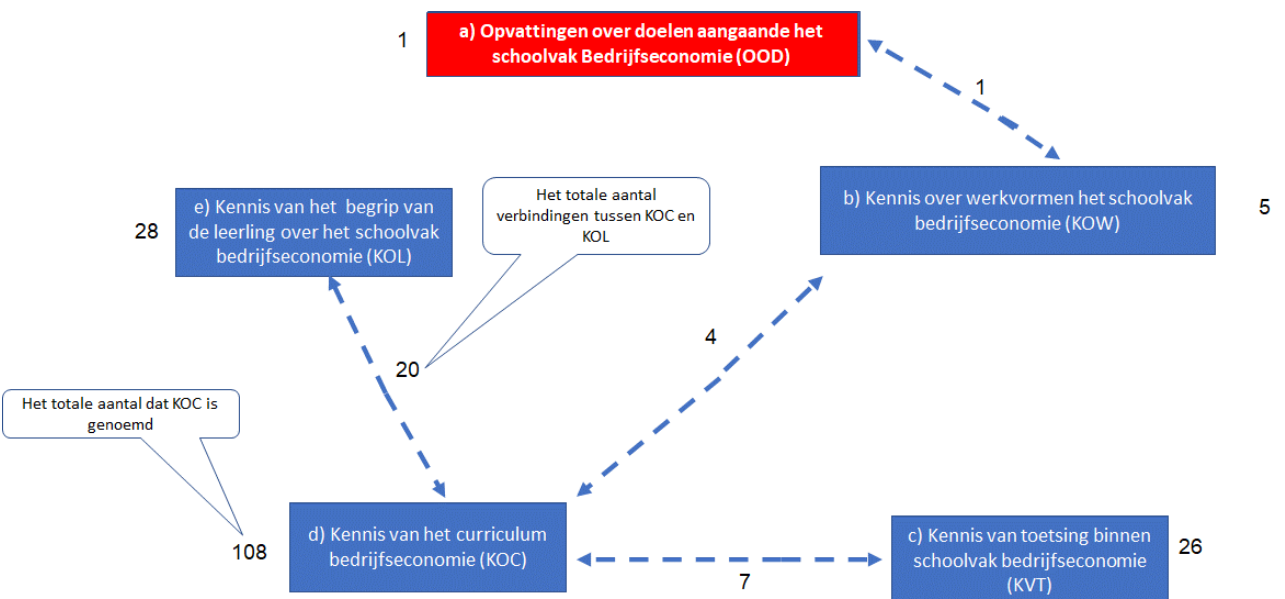 1
a) Opvattingen over doelen aangaande het
schoolvak Bedrijfseconomie (OOD)
1
e) Kennis van het begrip van
de leerling over het schoolvak
bedrijfseconomie (KOL)
28
Het totale aantal
verbindingen tussen KOC en
KOL
b) Kennis over werkvormen het schoolvak
bedrijfseconomie (KOW)
5
4
20
Het totale aantal dat KOC is
genoemd
108
d) Kennis van het curriculum
bedrijfseconomie (KOC)
7
c) Kennis van toetsing binnen
schoolvak bedrijfseconomie
(KVT)
26